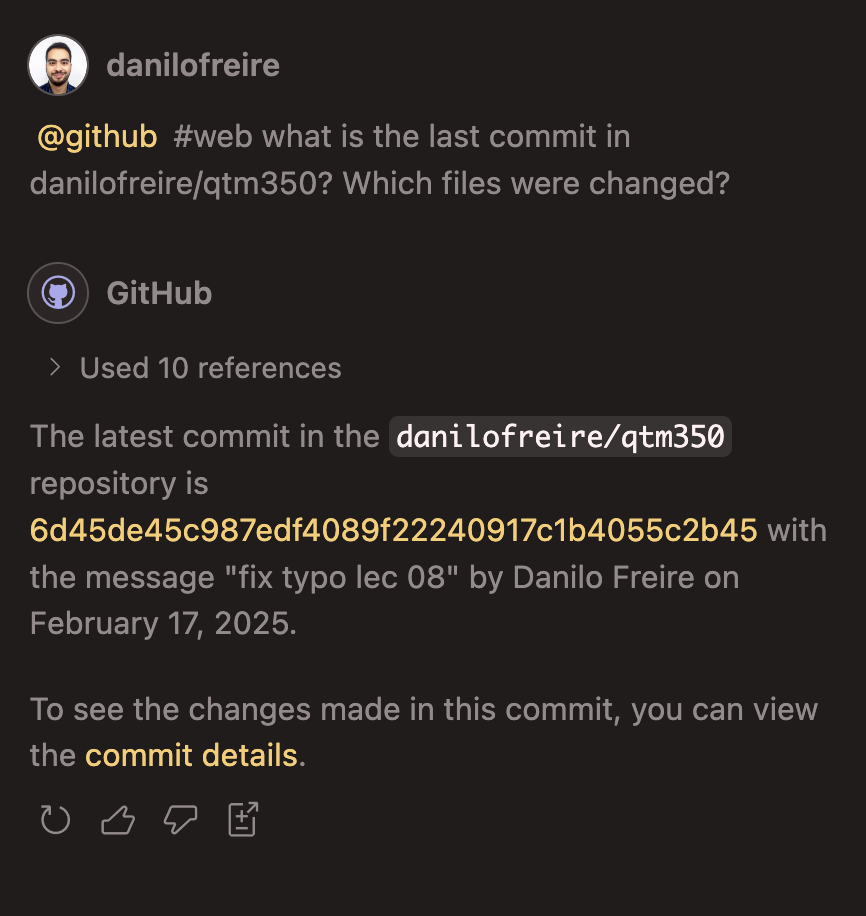 danilofreire
@github #web what is the last commit in
danilofreire/qtm350? Which files were changed?
GitHub
Used 10 references
The latest commit in the danilofreire/qtm350
repository is
6d45de45c987edf4089f22240917c1b4055c2b45 with
the message "fix typo lec 08" by Danilo Freire on
February 17, 2025.
To see the changes made in this commit, you can view
the commit details.